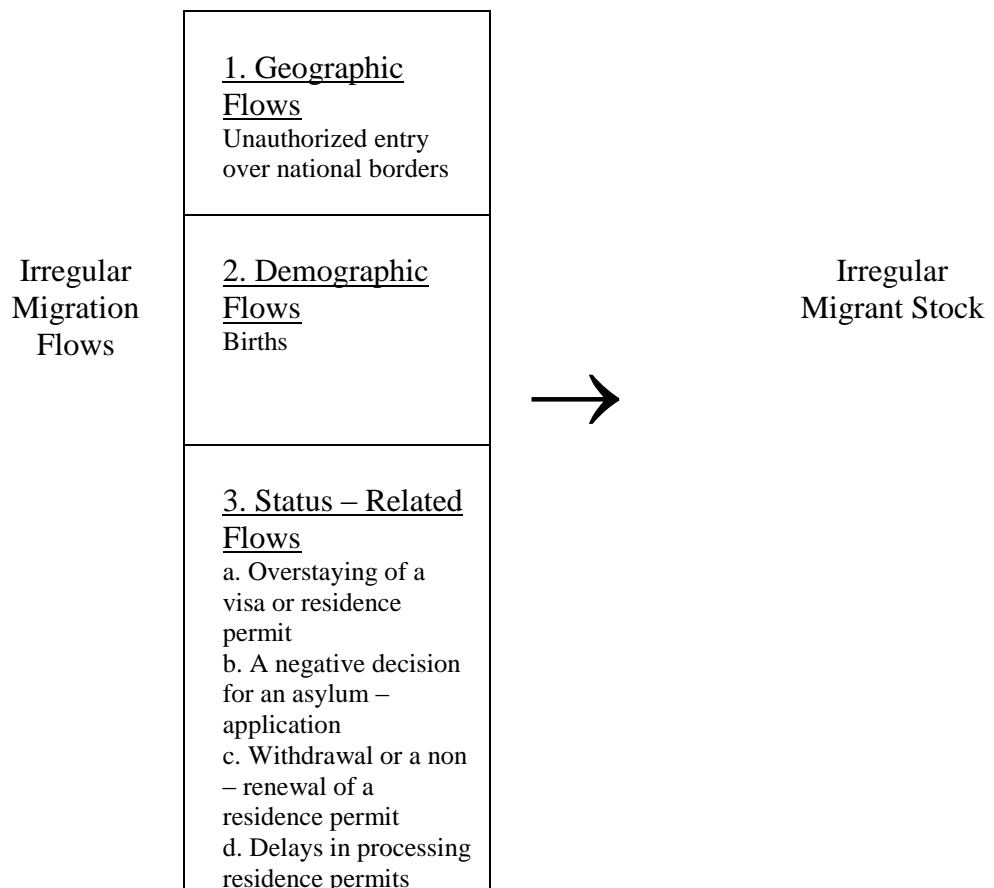 1. Geographic
Flows
Unauthorized entry
over national borders
Irregular
Migration
Flows
2. Demographic
Flows
Births
Irregular
Migrant Stock
→
3. Status – Related
Flows
a. Overstaying of a
visa or residence
permit
b. A negative decision
for an asylum –
application
c. Withdrawal or a non
– renewal of a
residence permit
d. Delays in processing
residence permits